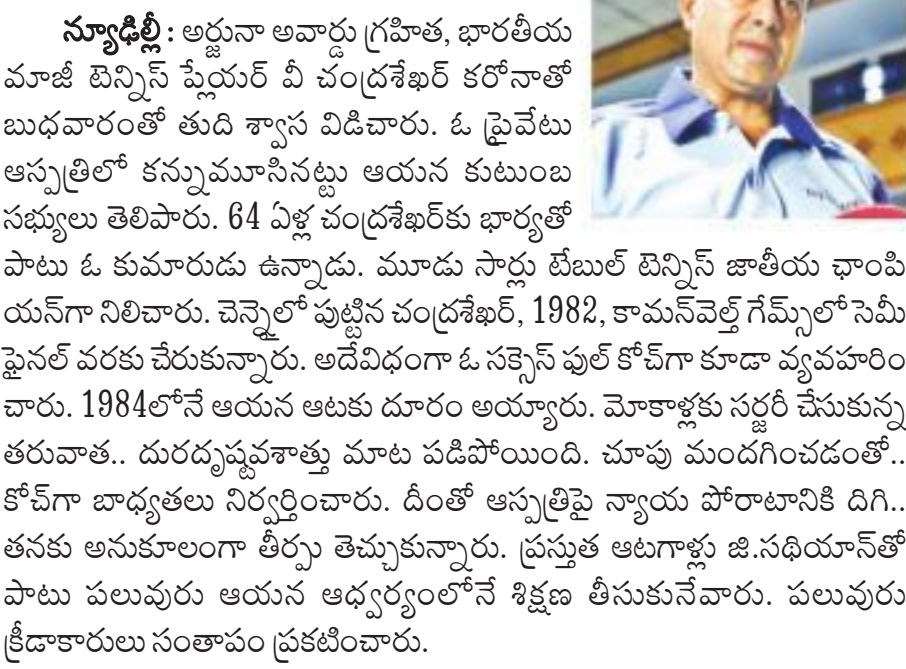 న్యూఢిల్లీ: అర్జునా అవార్డు గ్రహిత, భారతీయ
మాజీ టెన్నిస్ ప్లేయర్ వీ చంద్రశేఖర్ కరోనాతో
బుధవారంతో తుది శ్వాస విడిచారు. ఓ ప్రైవేటు
ఆస్పత్రిలో కన్నుమూసినట్టు ఆయన కుటుంబ
సభ్యులు తెలిపారు. 64 ఏళ్ల చంద్రశేఖర్‌కు భార్యతో
పాటు ఓ కుమారుడు ఉన్నాడు. మూడు సార్లు టేబుల్ టెన్నిస్ జాతీయ ఛాంపి
యన్‌గా నిలిచారు. చెన్నైలో పుట్టిన చంద్రశేఖర్, 1982, కామన్‌వెల్త్ గేమ్స్‌లో సెమీ
ఫైనల్ వరకు చేరుకున్నారు. అదేవిధంగా ఓ సక్సెస్ ఫుల్ కోచ్‌గా కూడా వ్యవహరిం
చారు. 1984లోనే ఆయన ఆటకు దూరం అయ్యారు. మోకాళ్లకు సర్జరీ చేసుకున్న
తరువాత.. దురదృష్టవశాత్తు మాట పడిపోయింది. చూపు మందగించడంతో..
కోచ్‌గా బాధ్యతలు నిర్వర్తించారు. దీంతో ఆస్పత్రిపై న్యాయ పోరాటానికి దిగి..
తనకు అనుకూలంగా తీర్పు తెచ్చుకున్నారు. ప్రస్తుత ఆటగాళ్లు జి.సథియాన్‌తో
పాటు పలువురు ఆయన ఆధ్వర్యంలోనే శిక్షణ తీసుకునేవారు. పలువురు
క్రీడాకారులు సంతాపం ప్రకటించారు.